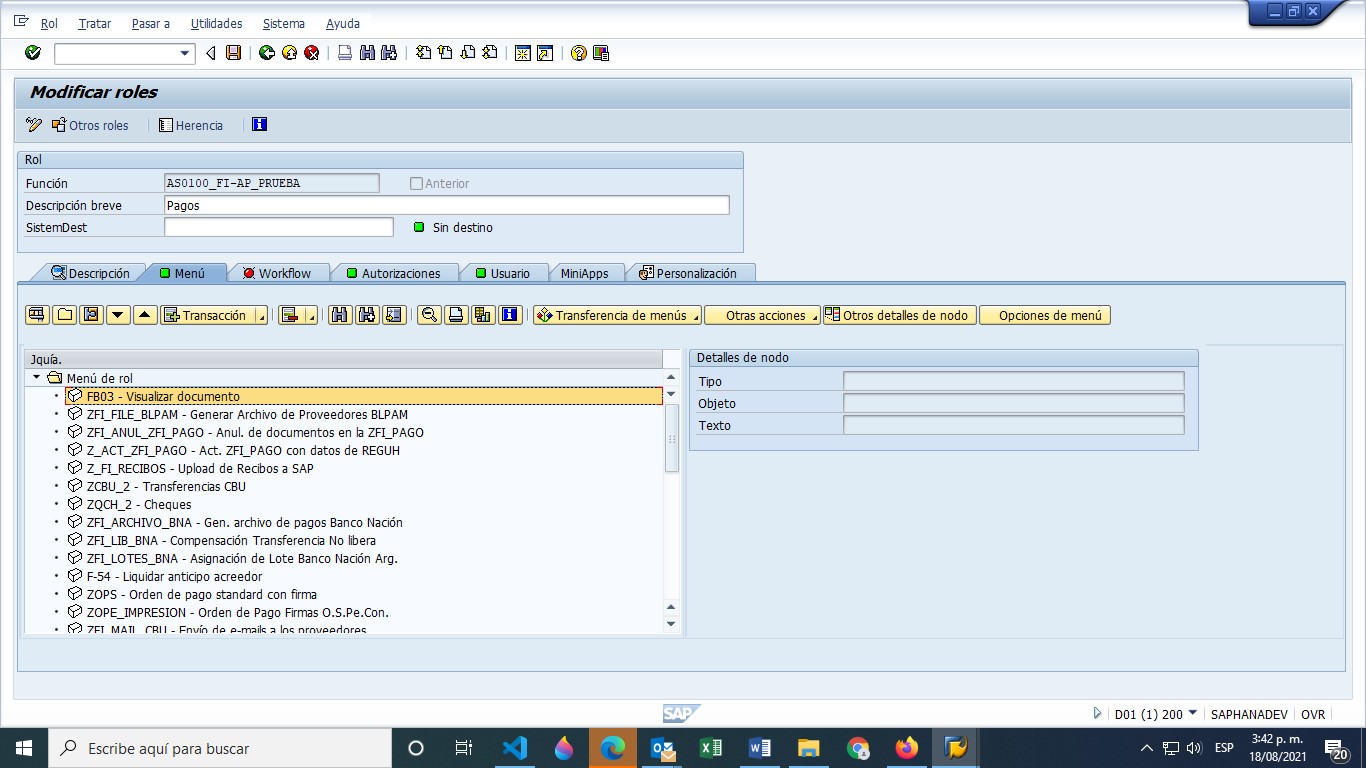 Rol Tratar Pasar a Utilidades Sistema Ayuda
Modificar roles
Otros roles Herencia
Rol
Función AS0100_FI-AP_PRUEBA Anterior
Descripción breve Pagos
SistemDest Sin destino
Descripción Menú Workflow Autorizaciones Usuario MiniApps Personalización
Transacción Transferencia de menús Otras acciones Otros detalles de nodo Opciones de menú
Jquía.
Menú de rol
FB03 - Visualizar documento
ZFI_FILE_BLPAM - Generar Archivo de Proveedores BLPAM
ZFI_ANUL_ZFI_PAGO - Anul. de documentos en la ZFI_PAGO
Z_ACT_ZFI_PAGO - Act. ZFI_PAGO con datos de REGUH
Z_FI_RECIBOS - Upload de Recibos a SAP
ZCBU_2 - Transferencias CBU
ZQCH_2 - Cheques
ZFI_ARCHIVO_BNA - Gen. archivo de pagos Banco Nación
ZFI_LIB_BNA - Compensación Transferencia No libera
ZFI_LOTES_BNA - Asignación de Lote Banco Nación Arg.
F-54 - Liquidar anticipo acreedor
ZOPS - Orden de pago standard con firma
ZOPE_IMPRESION - Orden de Pago Firmas O.S.Pe.Con.
ZFI_MAIL_CBU - Envío de e-mails a los proveedores
Detalles de nodo
Tipo
Objeto
Texto
SAP D01 (1) 200 SAPHANADEV OVR
Escribe aquí para buscar
ESP
3:42 p. m.
18/08/2021
20